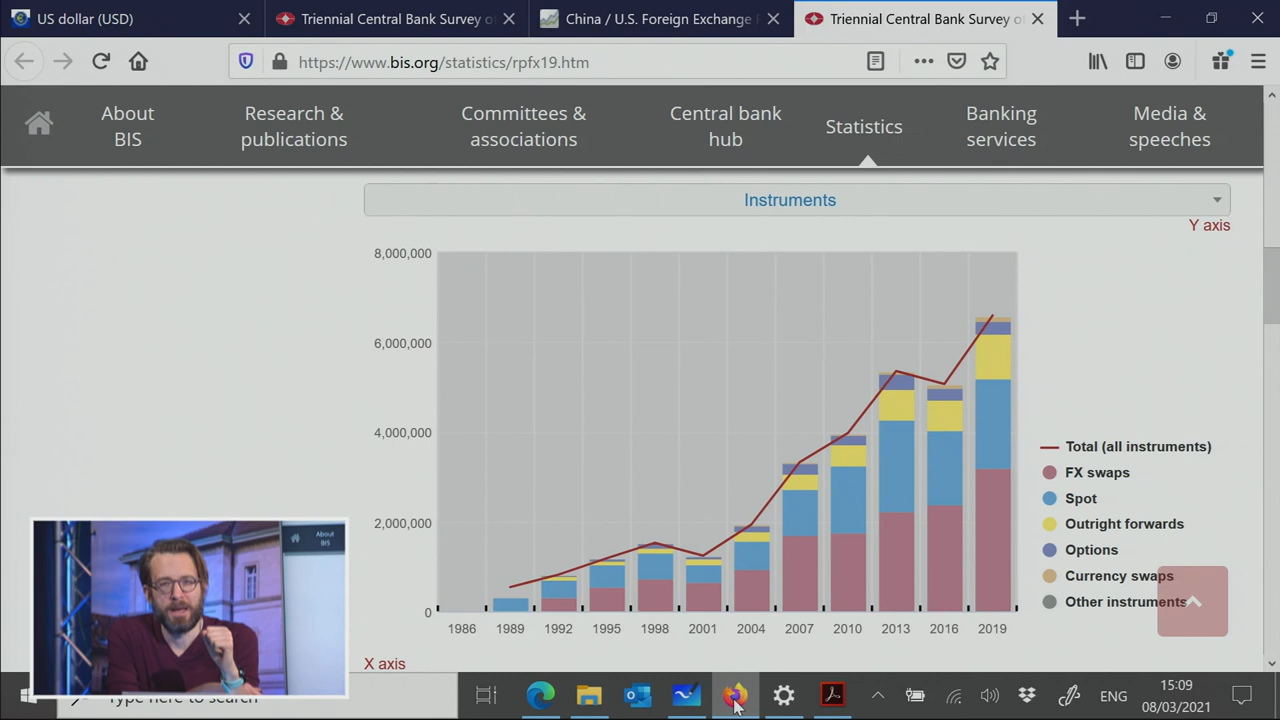 US dollar (USD)
Triennial Central Bank Survey of
China / U.S. Foreign Exchange
Triennial Central Bank Survey of
https://www.bis.org/statistics/rpfx19.htm
About
BIS
Research &
publications
Committees &
associations
Central bank
hub
Statistics
Banking
services
Media &
speeches
Instruments
Y axis
8,000,000
6,000,000
4,000,000
2,000,000
0
1986 1989 1992 1995 1998 2001 2004 2007 2010 2013 2016 2019
X axis
Total (all instruments)
FX swaps
Spot
Outright forwards
Options
Currency swaps
Other instruments
About
BIS
Type here to search
ENG
15:09
08/03/2021